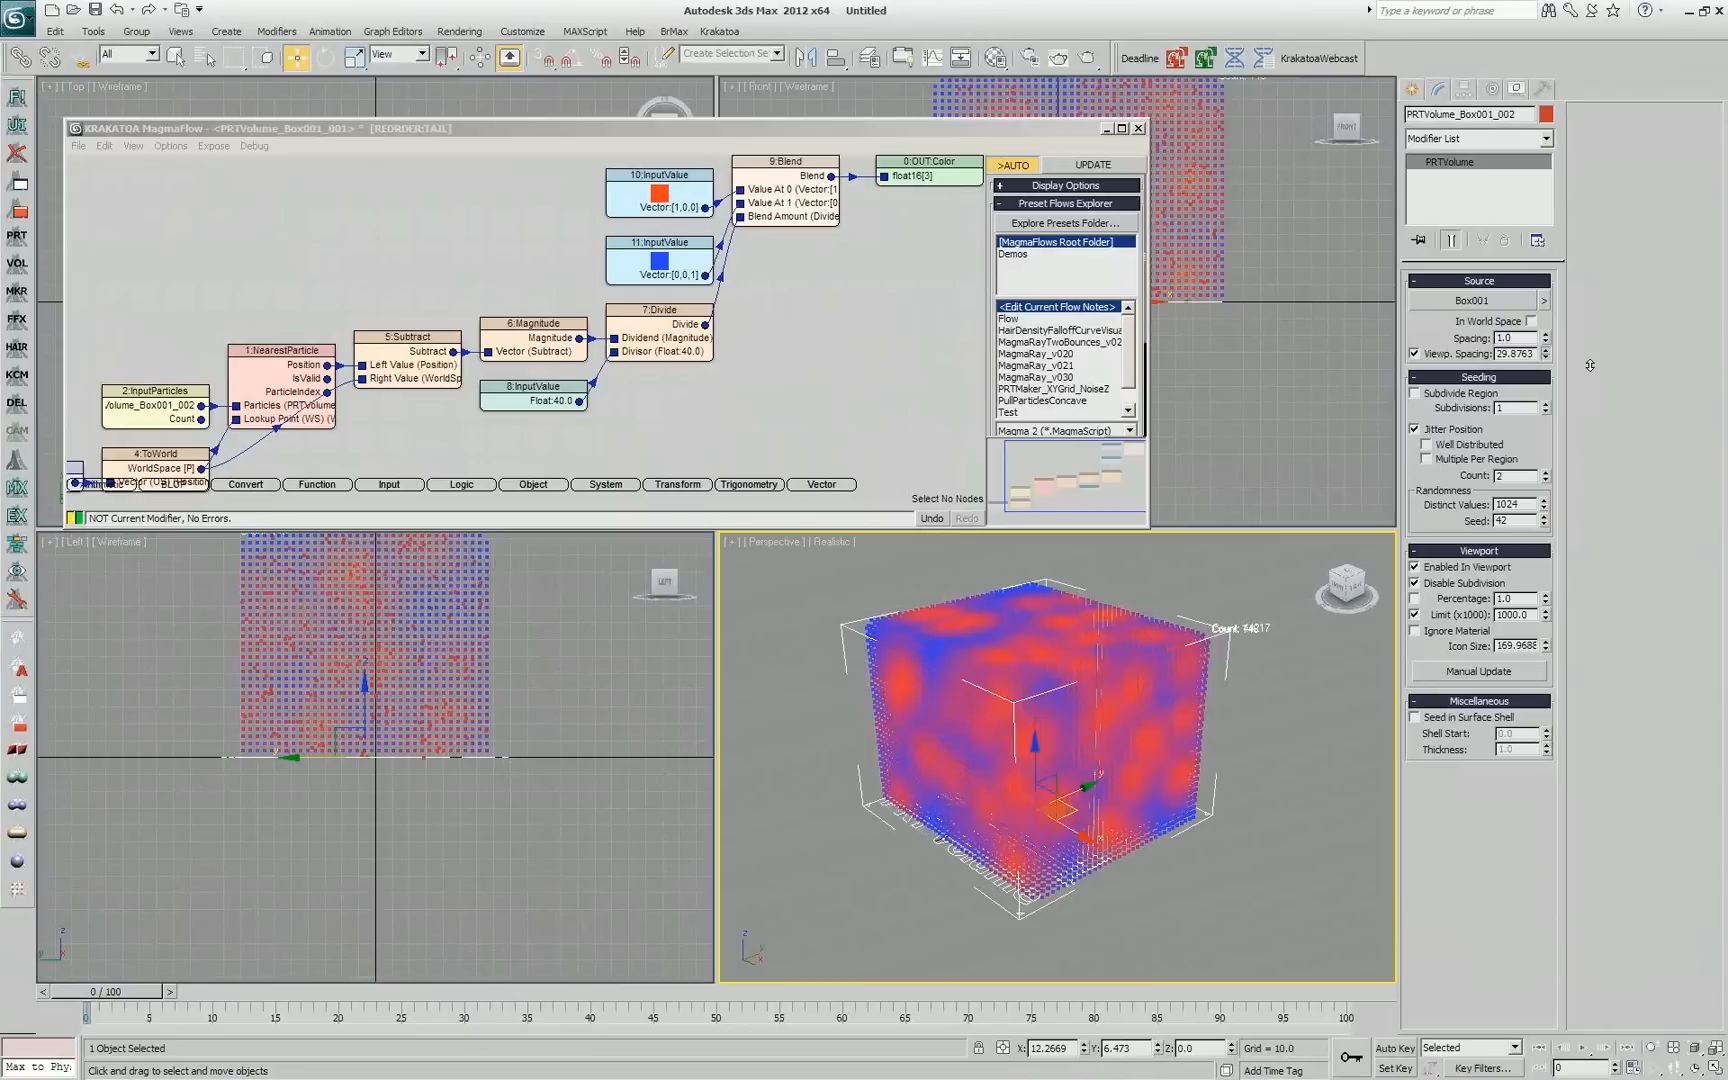 Autodesk 3ds Max 2012 x64 Untitled
Type a keyword or phrase
Edit Tools Group Views Create Modifiers Animation Graph Editors Rendering Customize MAXScript Help BrMax Krakatoa
All View Create Selection Se Deadline KrakatoaWebcast
[ + ] [ Top ] [ Wireframe ]
[ + ] [ Front ] [ Wireframe ]
FRONT
KRAKATOA MagmaFlow - <PRTVolume_Box001_001> * [REORDER:TAIL]
File Edit View Options Expose Debug
10:InputValue
Vector:[1,0,0]
11:InputValue
Vector:[0,0,1]
9:Blend
Blend
Value At 0 (Vector:[1
Value At 1 (Vector:[0
Blend Amount (Divide
0:OUT:Color
float16[3]
7:Divide
Divide
Dividend (Magnitude)
Divisor (Float:40.0)
6:Magnitude
Magnitude
Vector (Subtract)
8:InputValue
Float:40.0
5:Subtract
Subtract
Left Value (Position)
Right Value (WorldSp
1:NearestParticle
Position
IsValid
ParticleIndex
Particles (PRTVolume
Lookup Point (WS) (V
2:InputParticles
/olume_Box001_002
Count
4:ToWorld
WorldSpace [P]
Convert Function Input Logic Object System Transform Trigonometry Vector
Select No Nodes
NOT Current Modifier, No Errors.
Undo Redo
>AUTO UPDATE
+ Display Options
- Preset Flows Explorer
Explore Presets Folder...
[MagmaFlows Root Folder]
Demos
<Edit Current Flow Notes>
Flow
HairDensityFalloffCurveVisua
MagmaRayTwoBounces_v02
MagmaRay_v020
MagmaRay_v021
MagmaRay_v030
PRTMaker_XYGrid_NoiseZ
PullParticlesConcave
Test
Magma 2 (*.MagmaScript)
[ + ] [ Left ] [ Wireframe ]
LEFT
z
y
x
[ + ] [ Perspective ] [ Realistic ]
F!
UI
PRT
VOL
MKR
FFX
HAIR
KCM
DEL
CAM
MX
EX
PRTVolume_Box001_002
Modifier List
PRTVolume
- Source
Box001 >
In World Space
Spacing: 1.0
Viewp. Spacing: 29.8763
- Seeding
Subdivide Region
Subdivisions: 1
Jitter Position
Well Distributed
Multiple Per Region
Count: 2
Randomness
Distinct Values: 1024
Seed: 42
- Viewport
Enabled In Viewport
Disable Subdivision
Percentage: 1.0
Limit (x1000): 1000.0
Ignore Material
Icon Size: 169.968
Manual Update
- Miscellaneous
Seed in Surface Shell
Shell Start: 0.0
Thickness: 1.0
< 0 / 100 >
0 5 10 15 20 25 30 35 40 45 50 55 60 65 70 75 80 85 90 95 100
1 Object Selected
X: 12.2669 Y: 6.473 Z: 0.0 Grid = 10.0
Auto Key Selected
Max to Phy.
Click and drag to select and move objects
Add Time Tag
Set Key Key Filters... 0